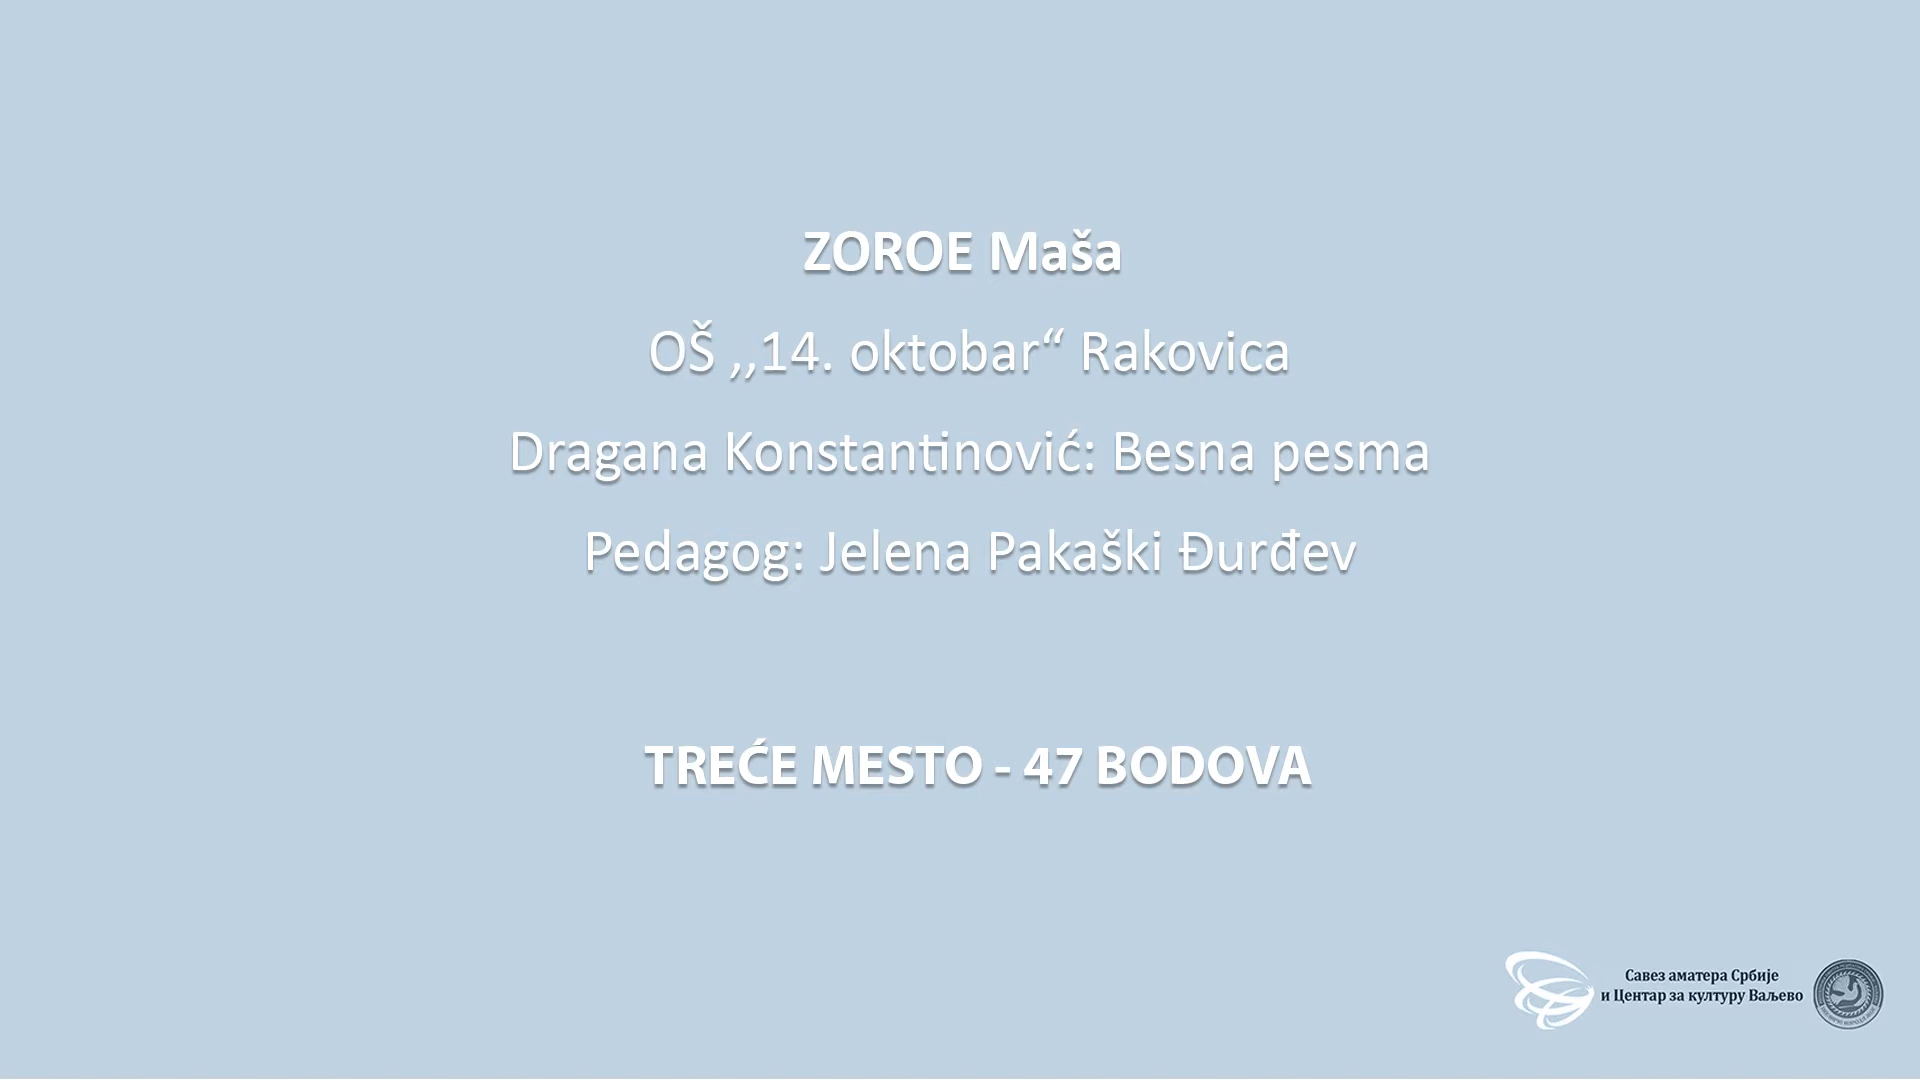 ZOROE Maša
OŠ ,,14. oktobar“ Rakovica
Dragana Konstantinović: Besna pesma
Pedagog: Jelena Pakaški Đurđev
TREĆE MESTO - 47 BODOVA
Савез аматера Србије
и Центар за културу Ваљево